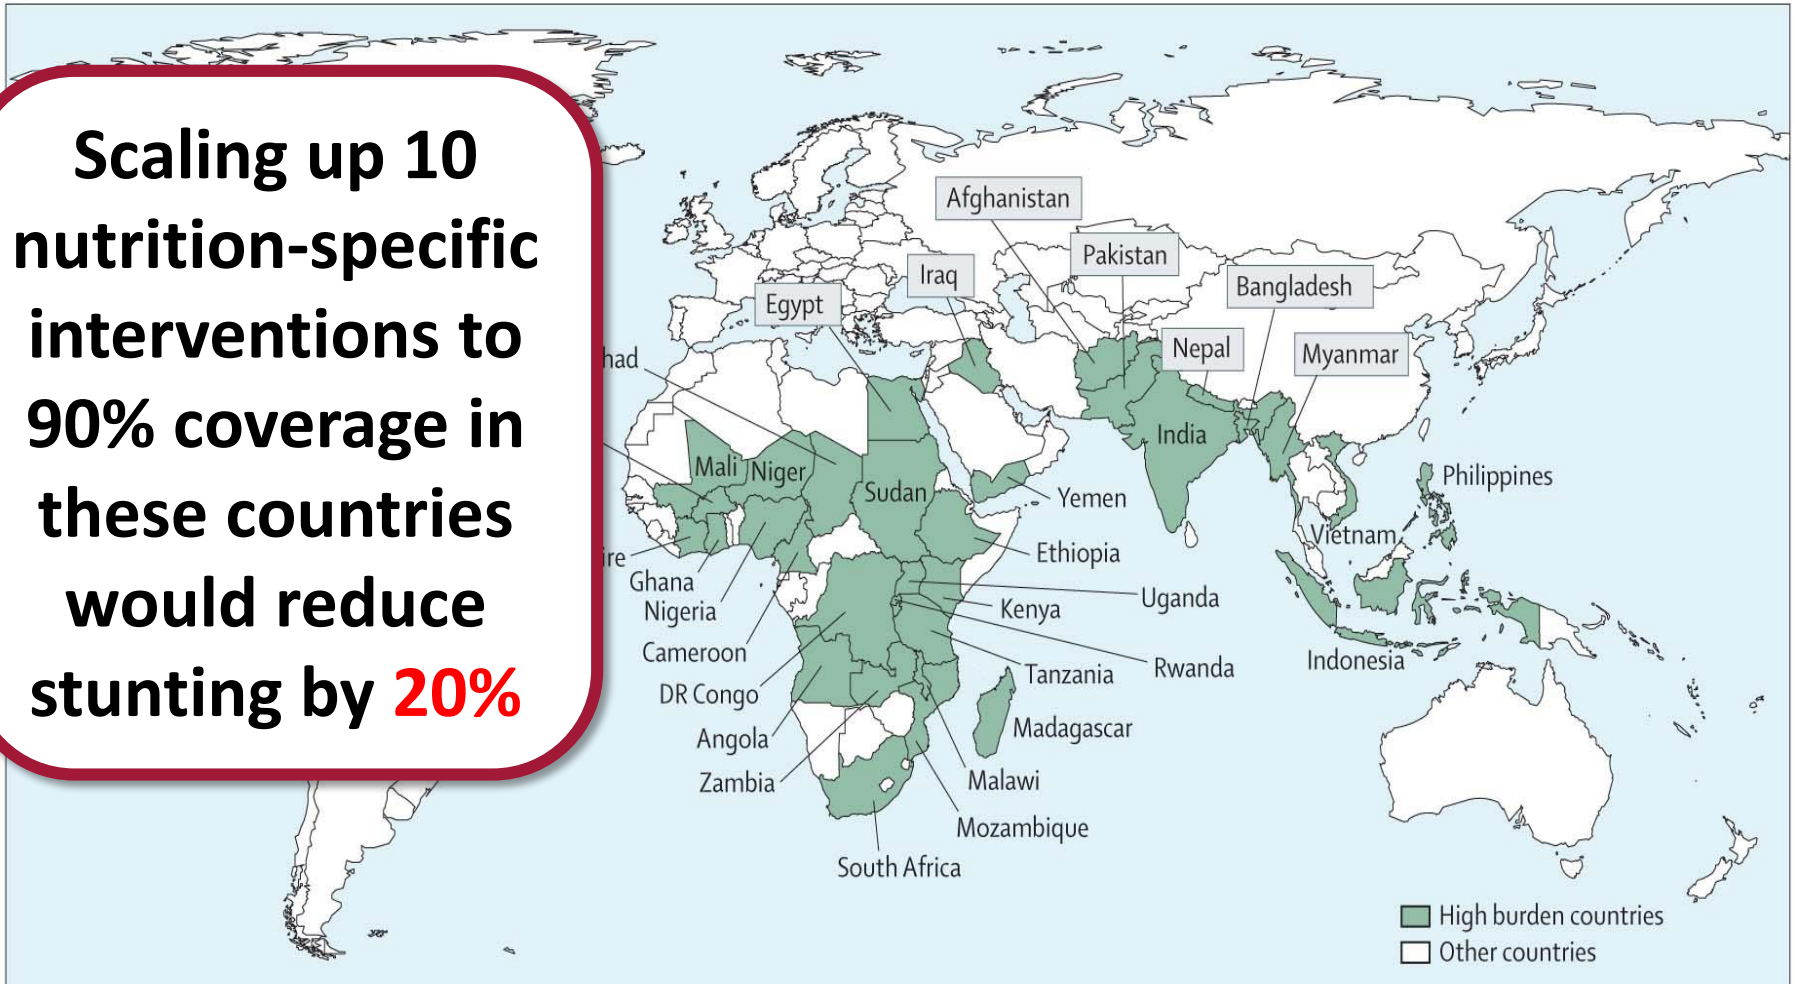 Scaling up 10
nutrition-specific
interventions to
90% coverage in
these countries
would reduce
stunting by 20%
Afghanistan
Pakistan
Iraq
Bangladesh
Egypt
Nepal
Myanmar
had
India
Mali
Niger
Sudan
Philippines
Yemen
Vietnam
ire
Ethiopia
Ghana
Nigeria
Uganda
Kenya
Cameroon
Rwanda
Indonesia
Tanzania
DR Congo
Madagascar
Angola
Zambia
Malawi
Mozambique
South Africa
High burden countries
Other countries